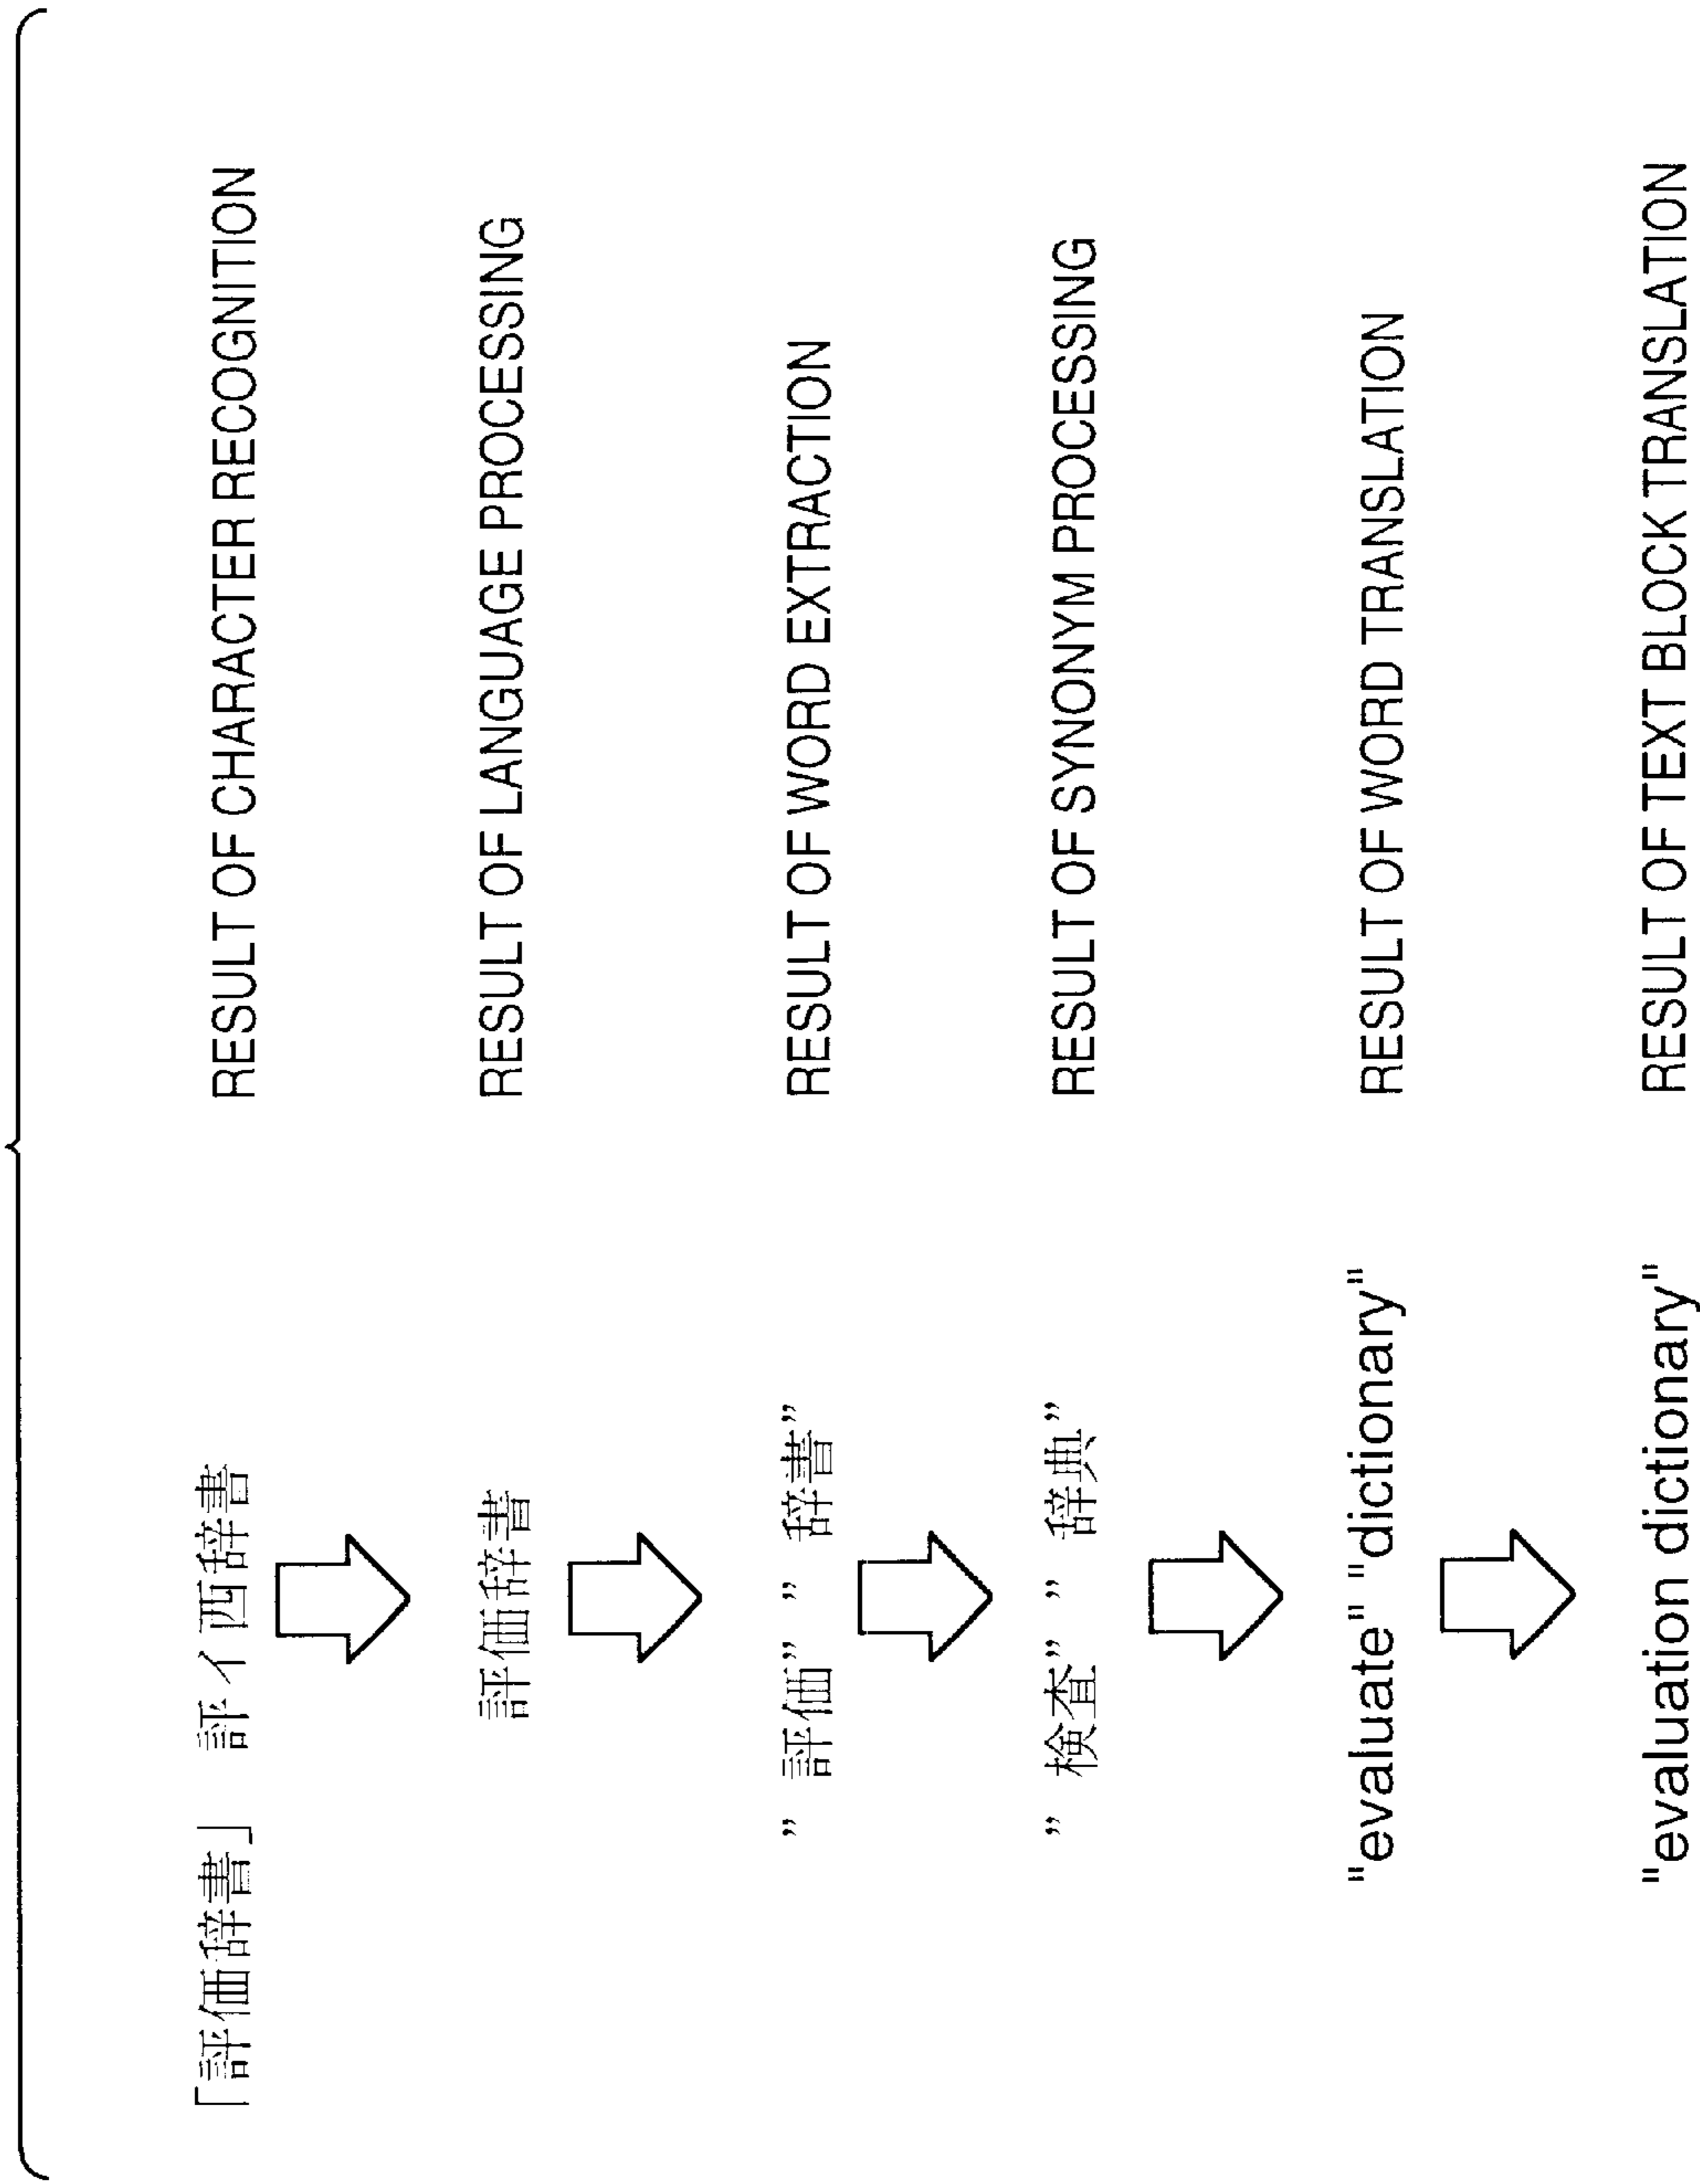 「評価辞書」 評イ西辞書 RESULT OF CHARACTER RECOGNITION
評価辞書 RESULT OF LANGUAGE PROCESSING
” 評価” ” 辞書” RESULT OF WORD EXTRACTION
” 検査” ” 辞典” RESULT OF SYNONYM PROCESSING
"evaluate" "dictionary" RESULT OF WORD TRANSLATION
"evaluation dictionary" RESULT OF TEXT BLOCK TRANSLATION